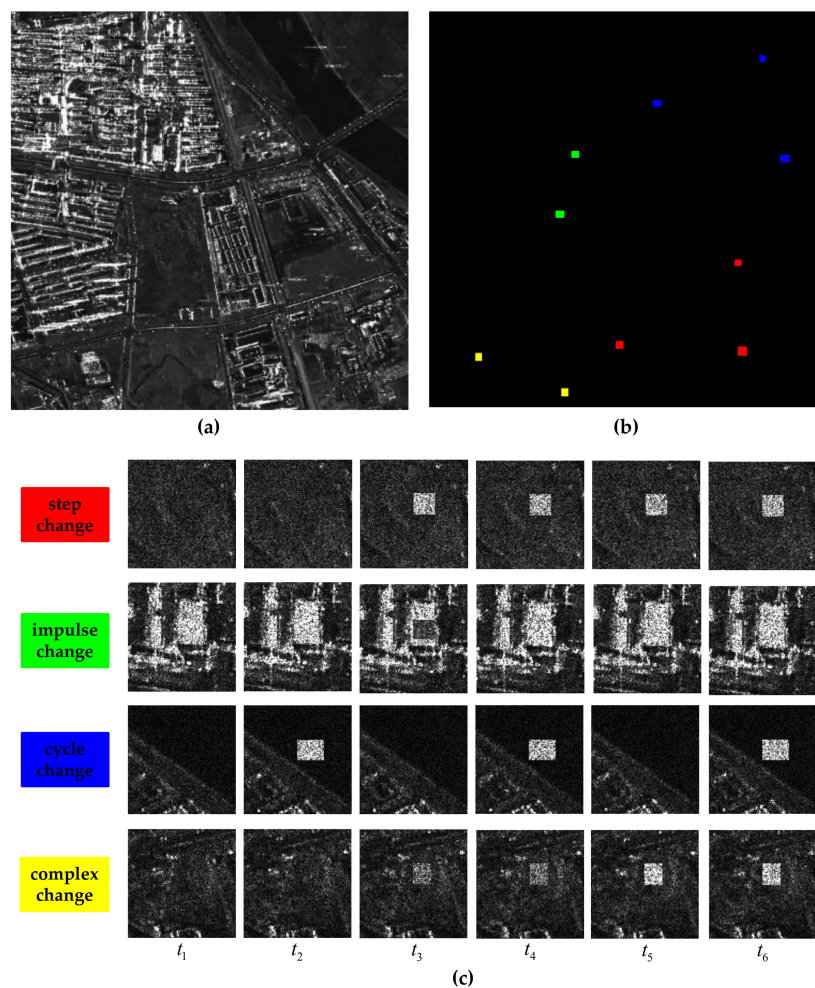 (a)
(b)
step
change
impulse
change
cycle
change
complex
change
t₁ t₂ t₃ t₄ t₅ t₆
(c)